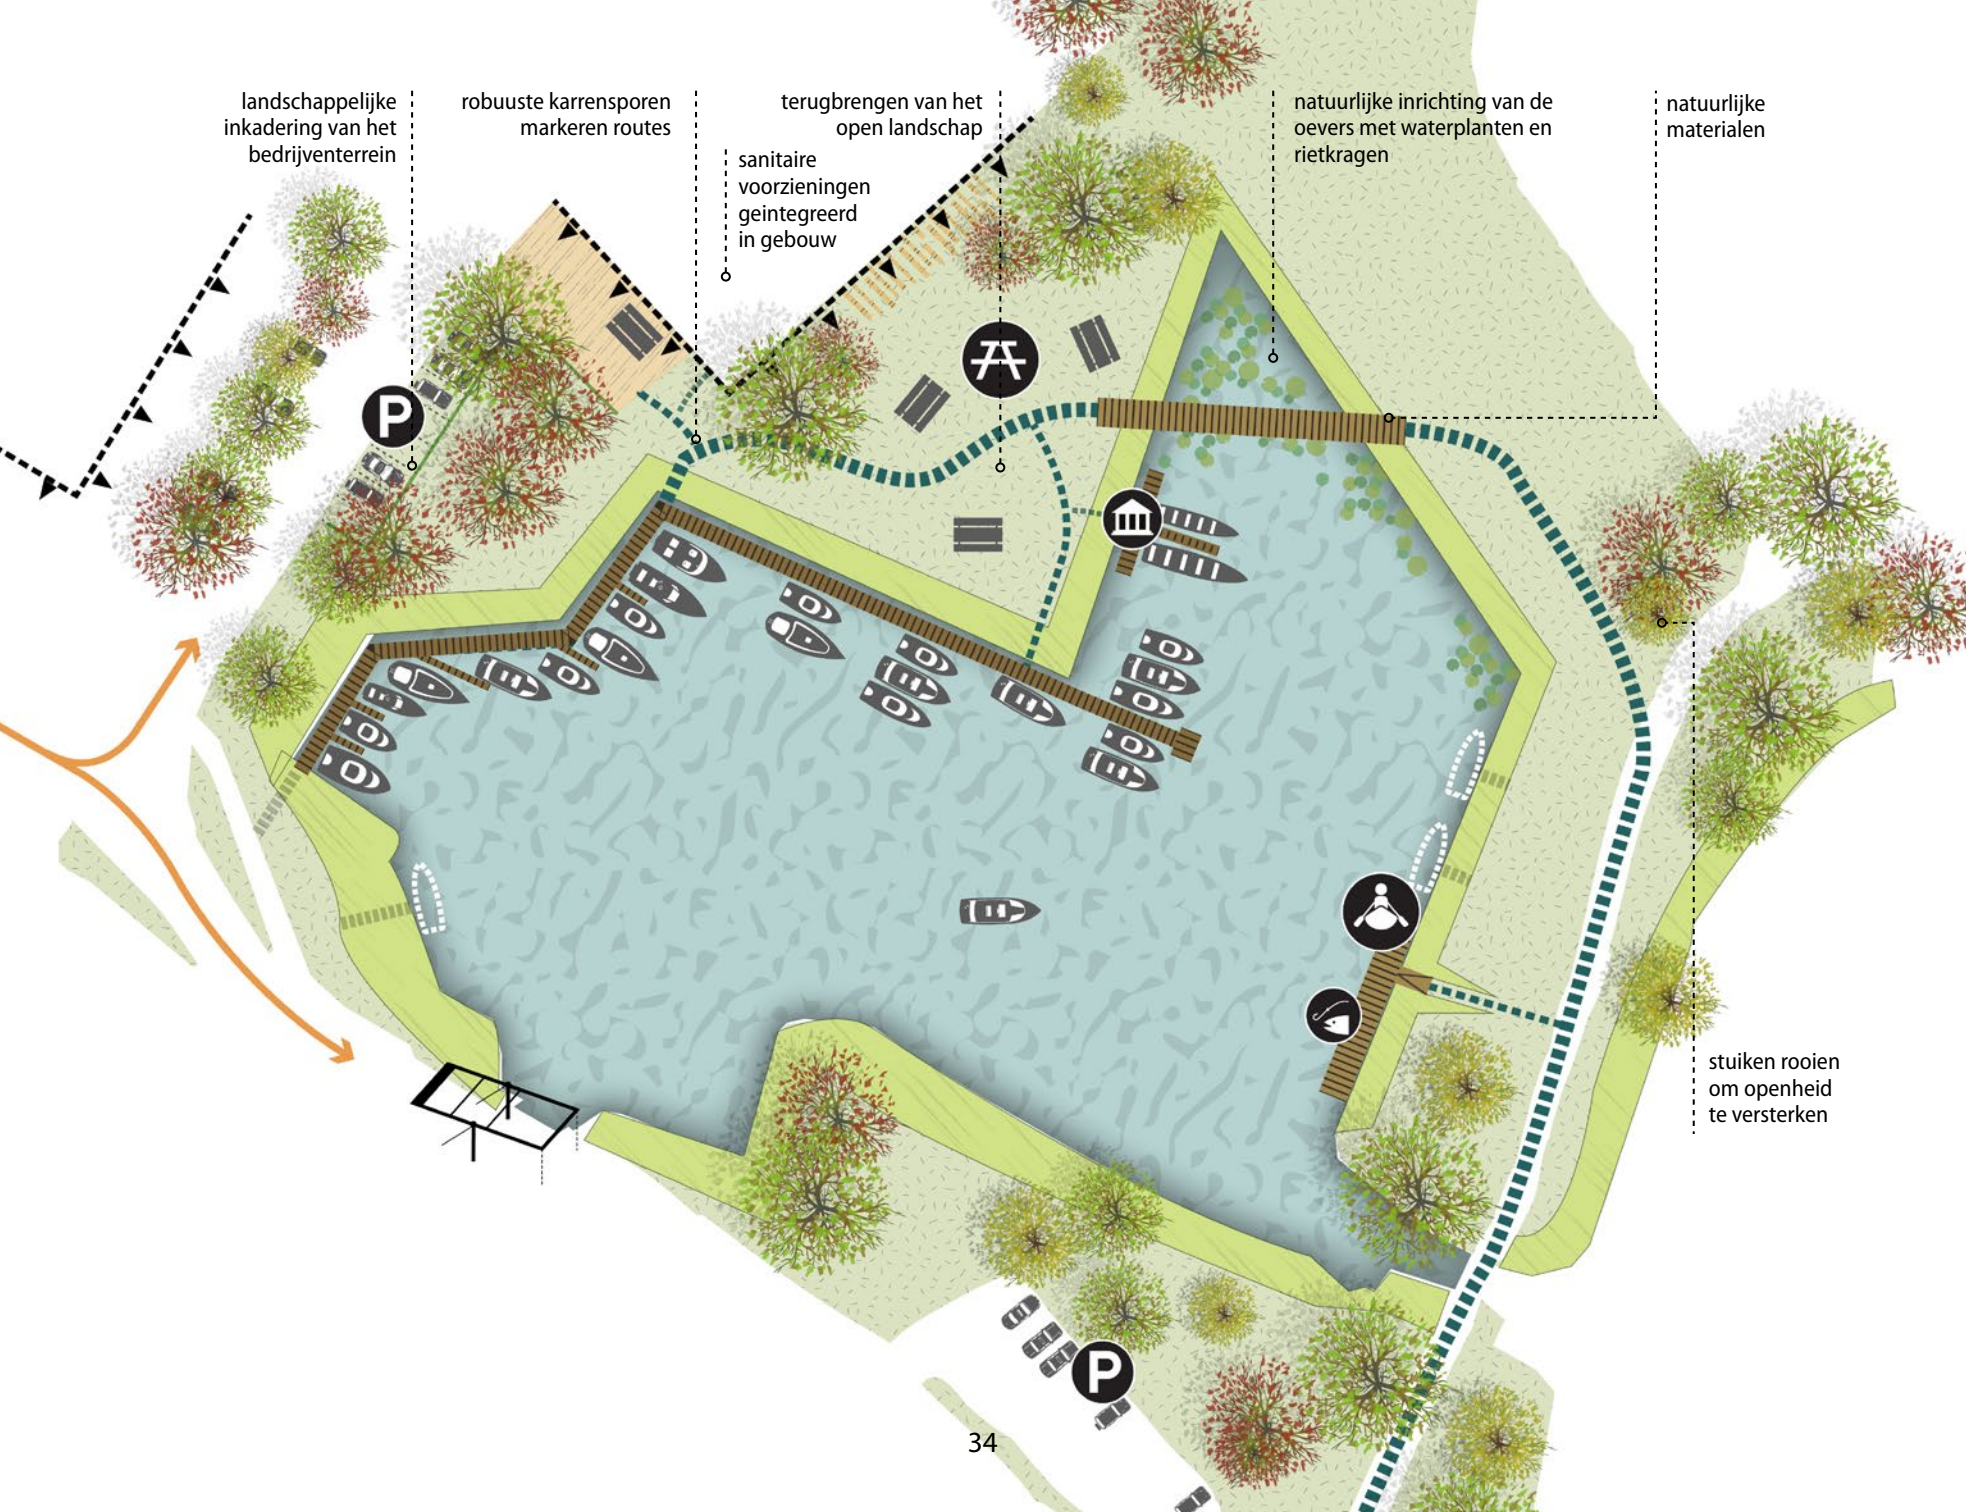 landschappelijke
inkadering van het
bedrijventerrein
robuuste karrensporen
markeren routes
sanitaire
voorzieningen
geintegreerd
in gebouw
terugbrengen van het
open landschap
natuurlijke inrichting van de
oevers met waterplanten en
rietkragen
natuurlijke
materialen
P
stuiken rooien
om openheid
te versterken
P
34